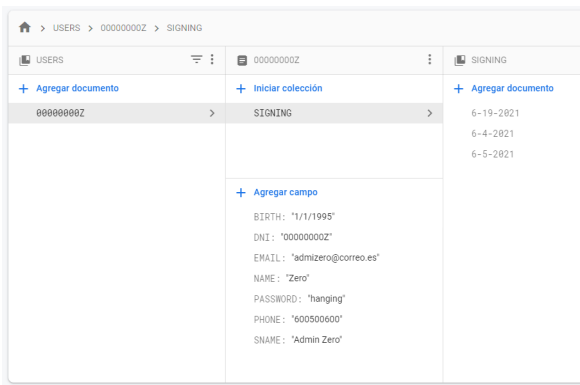 USERS > 00000000Z > SIGNING
USERS
00000000Z
SIGNING
+ Agregar documento
+ Iniciar colección
+ Agregar documento
00000000Z
SIGNING
6-19-2021
6-4-2021
6-5-2021
+ Agregar campo
BIRTH: "1/1/1995"
DNI: "00000000Z"
EMAIL: "admizero@correo.es"
NAME: "Zero"
PASSWORD: "hanging"
PHONE: "600500600"
SNAME: "Admin Zero"